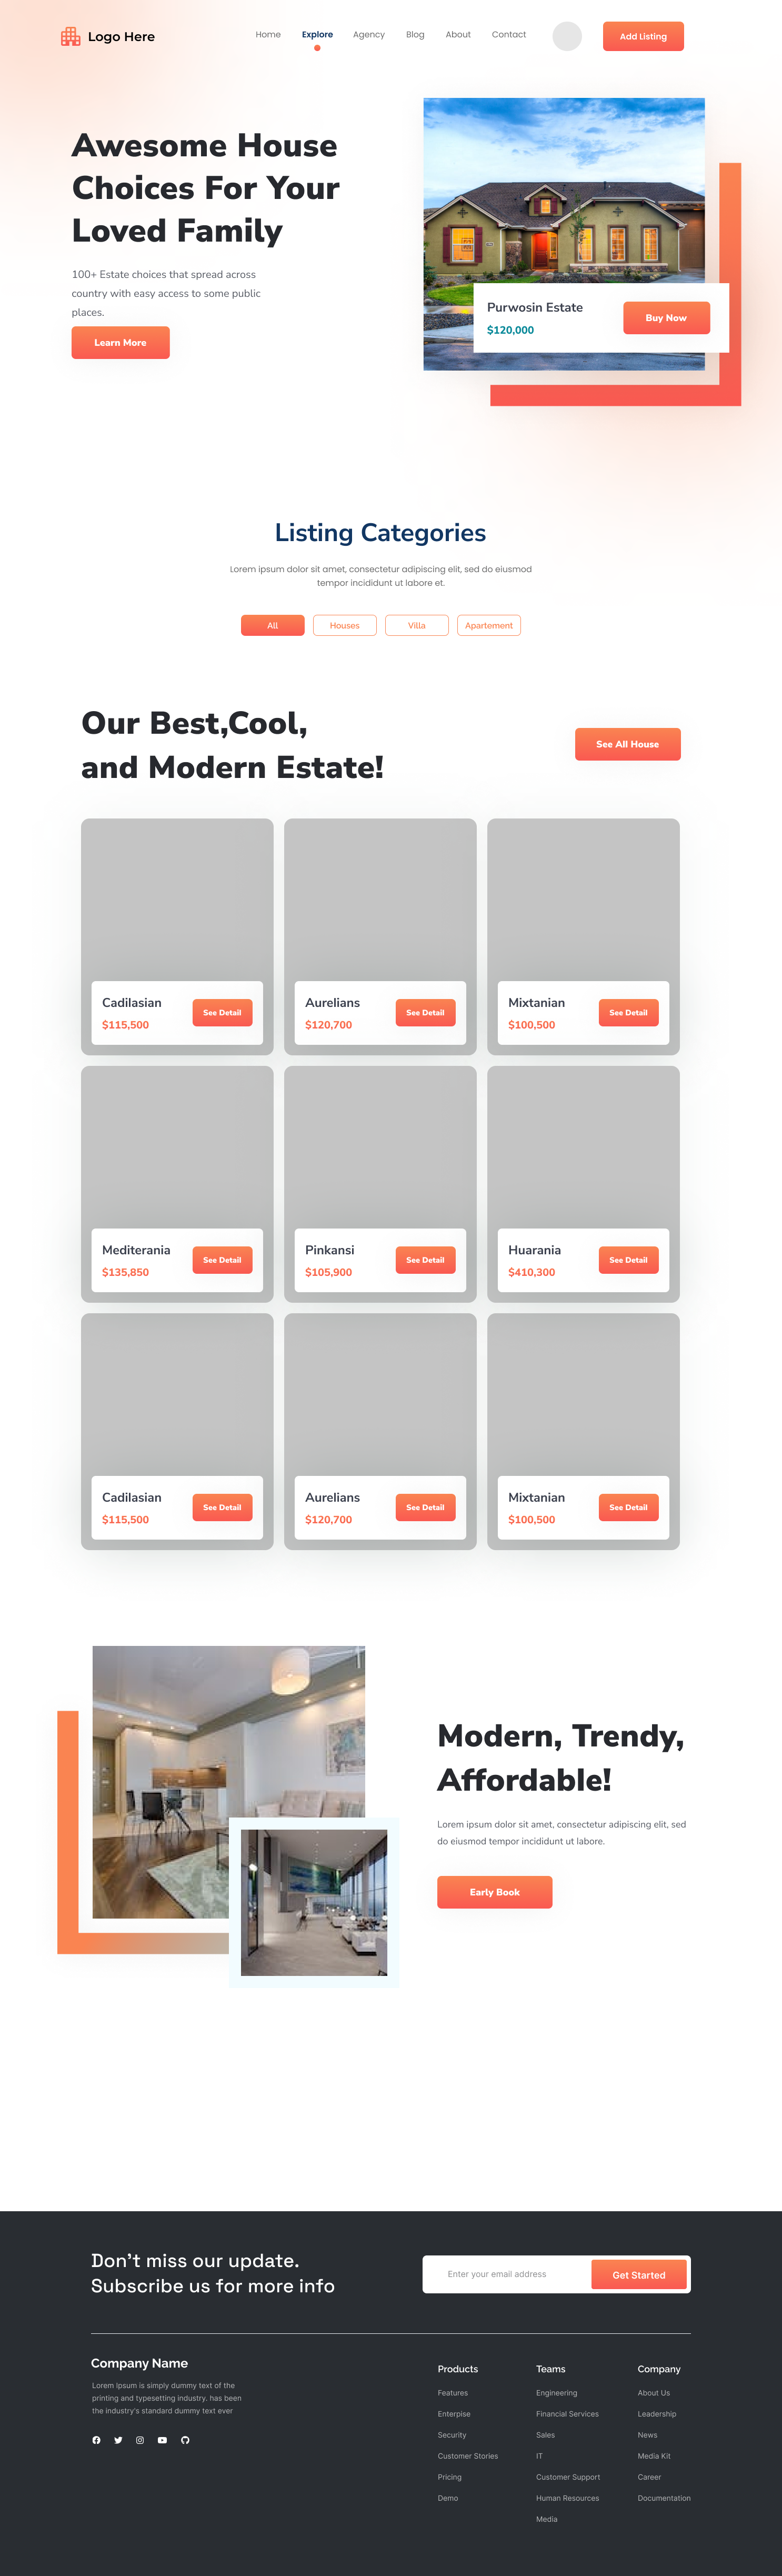 Logo Here
Home
Explore
Agency
Blog
About
Contact
Add Listing
Awesome House
Choices For Your
Loved Family
100+ Estate choices that spread across
country with easy access to some public
places.
Learn More
Purwosin Estate
$120,000
Buy Now
Listing Categories
Lorem ipsum dolor sit amet, consectetur adipiscing elit, sed do eiusmod
tempor incididunt ut labore et.
All
Houses
Villa
Apartement
Our Best,Cool,
and Modern Estate!
See All House
Cadilasian
$115,500
See Detail
Aurelians
$120,700
See Detail
Mixtanian
$100,500
See Detail
Mediterania
$135,850
See Detail
Pinkansi
$105,900
See Detail
Huarania
$410,300
See Detail
Cadilasian
$115,500
See Detail
Aurelians
$120,700
See Detail
Mixtanian
$100,500
See Detail
Modern, Trendy,
Affordable!
Lorem ipsum dolor sit amet, consectetur adipiscing elit, sed
do eiusmod tempor incididunt ut labore.
Early Book
Don't miss our update.
Subscribe us for more info
Enter your email address
Get Started
Company Name
Lorem Ipsum is simply dummy text of the
printing and typesetting industry. has been
the industry's standard dummy text ever
Products
Features
Enterpise
Security
Customer Stories
Pricing
Demo
Teams
Engineering
Financial Services
Sales
IT
Customer Support
Human Resources
Media
Company
About Us
Leadership
News
Media Kit
Career
Documentation